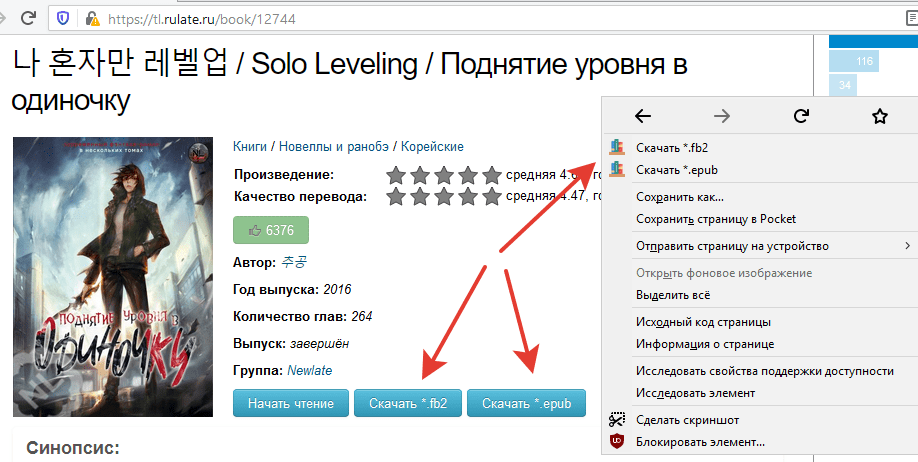 https://tl.rulate.ru/book/12744
나 혼자만 레벨업 / Solo Leveling / Поднятие уровня в
одиночку
116
34
в нескольких томах
NL
ПОДНЯТИЕ УРОВНЯ В
ОДИНОЧКУ
Книги / Новеллы и ранобэ / Корейские
Произведение: средняя 4.6
Качество перевода: средняя 4.47, го
6376
Автор: 추공
Год выпуска: 2016
Количество глав: 264
Выпуск: завершён
Группа: Newlate
Начать чтение Скачать *.fb2 Скачать *.epub
Синопсис:
Скачать *.fb2
Скачать *.epub
Сохранить как...
Сохранить страницу в Pocket
Отправить страницу на устройство
Открыть фоновое изображение
Выделить всё
Исходный код страницы
Информация о странице
Исследовать свойства поддержки доступности
Исследовать элемент
Сделать скриншот
Блокировать элемент...